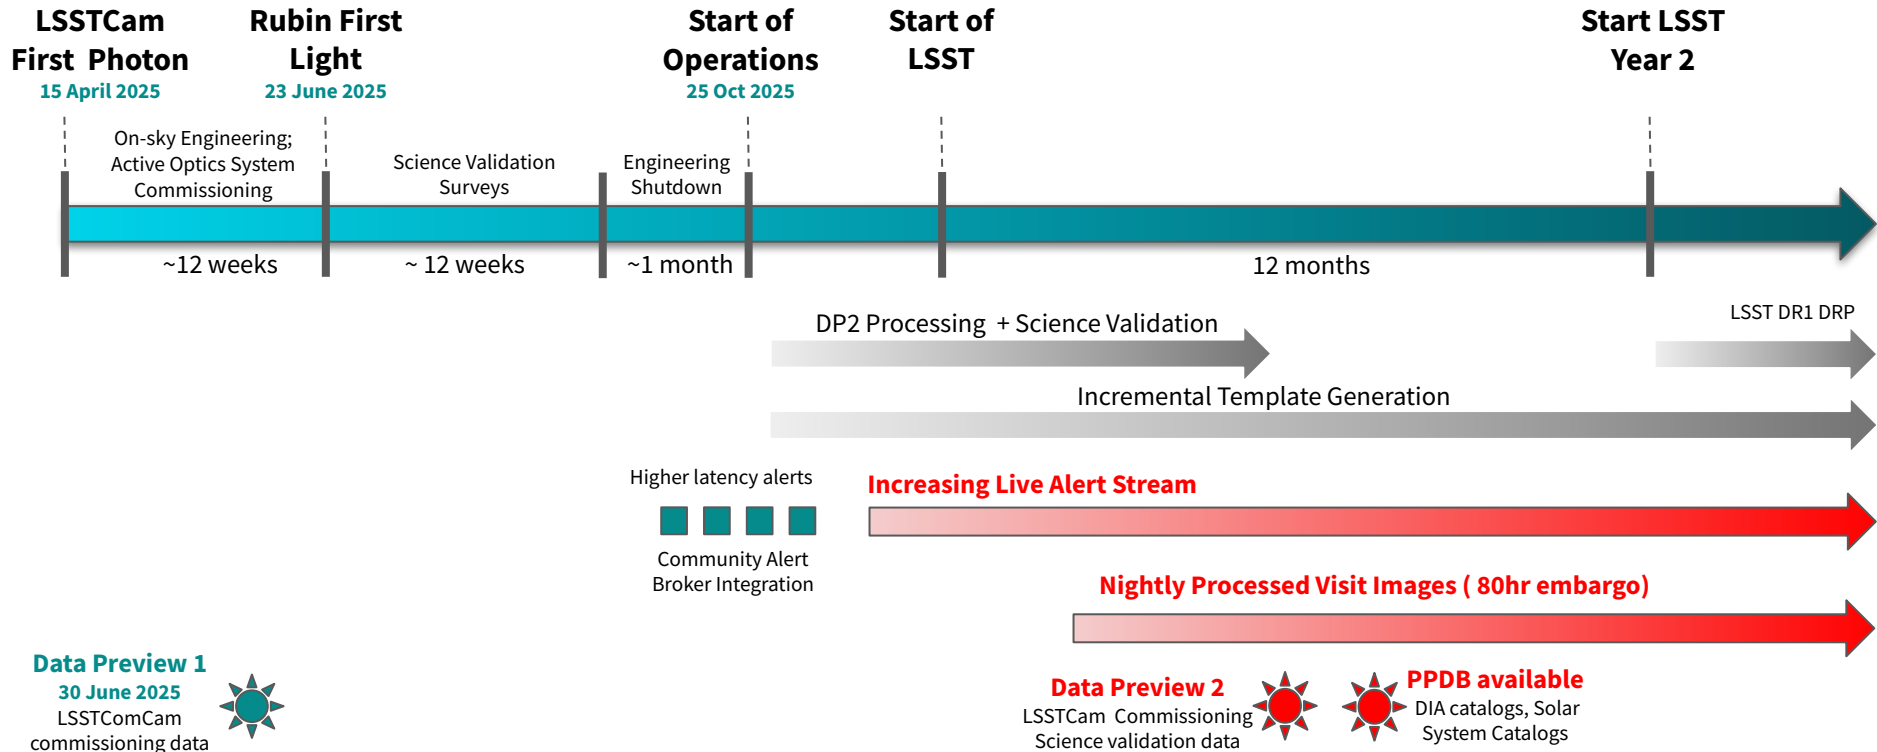 LSSTCam
First Photon
15 April 2025
Rubin First
Light
23 June 2025
Start of
Operations
25 Oct 2025
Start of
LSST
Start LSST
Year 2
On-sky Engineering;
Active Optics System
Commissioning
Science Validation
Surveys
Engineering
Shutdown
~12 weeks
~ 12 weeks
~1 month
12 months
DP2 Processing + Science Validation
LSST DR1 DRP
Incremental Template Generation
Higher latency alerts
Increasing Live Alert Stream
Community Alert
Broker Integration
Nightly Processed Visit Images ( 80hr embargo)
Data Preview 1
30 June 2025
LSSTComCam
commissioning data
Data Preview 2
LSSTCam Commissioning
Science validation data
PPDB available
DIA catalogs, Solar
System Catalogs